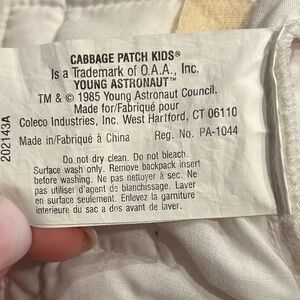 CABBAGE PATCH KIDS®
Is a Trademark of O.A.A., Inc.
YOUNG ASTRONAUT™
TM & © 1985 Young Astronaut Council.
Made for/Fabriqué pour
Coleco Industries, Inc. West Hartford, CT 06110
Made in/Fabriqué à China Reg. No. PA-1044
Do not dry clean. Do not bleach.
Surface wash only. Remove backpack insert
before washing. Ne pas nettoyer à sec. Ne
pas utiliser d'agent de blanchissage. Laver
en surface seulement. Enlevez la garniture
interieure du sac a dos avant de laver.
202143A